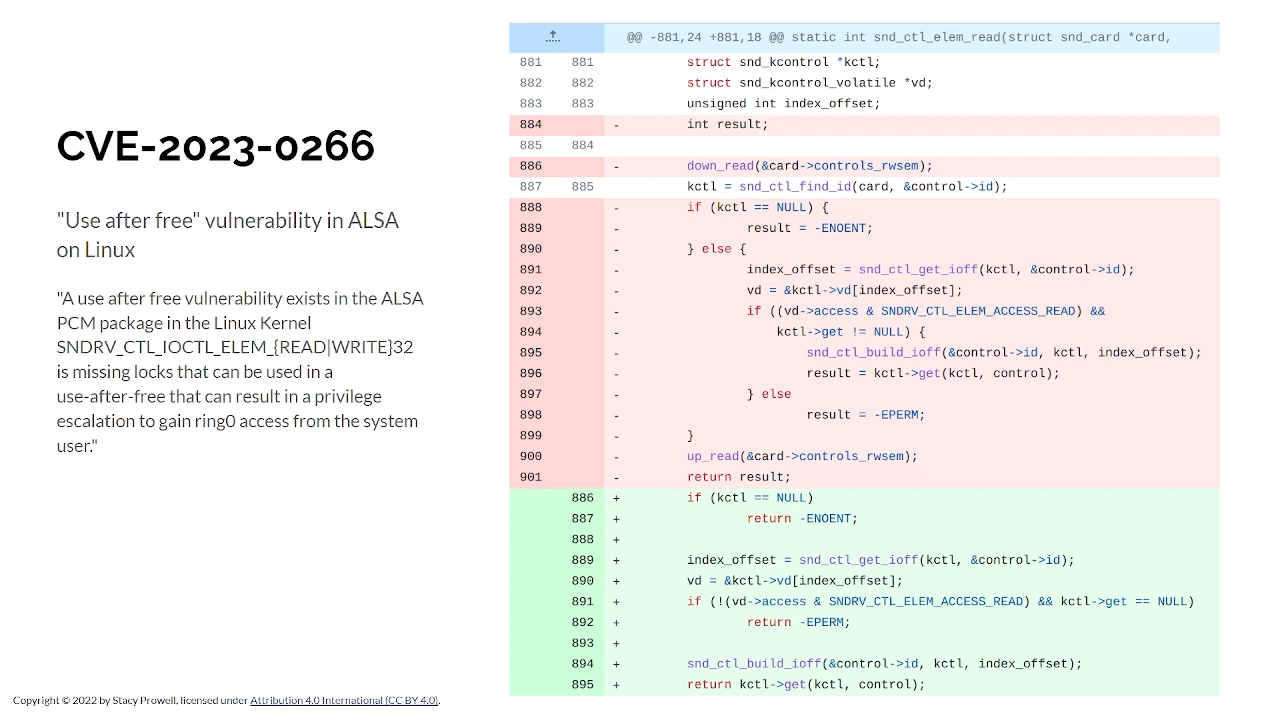 CVE-2023-0266
"Use after free" vulnerability in ALSA
on Linux
"A use after free vulnerability exists in the ALSA
PCM package in the Linux Kernel
SNDRV_CTL_IOCTL_ELEM_{READ|WRITE}32
is missing locks that can be used in a
use-after-free that can result in a privilege
escalation to gain ring0 access from the system
user."
@@ -881,24 +881,18 @@ static int snd_ctl_elem_read(struct snd_card *card,
881 881 struct snd_kcontrol *kctl;
882 882 struct snd_kcontrol_volatile *vd;
883 883 unsigned int index_offset;
884 - int result;
885 884
886 - down_read(&card->controls_rwsem);
887 885 kctl = snd_ctl_find_id(card, &control->id);
888 - if (kctl == NULL) {
889 - result = -ENOENT;
890 - } else {
891 - index_offset = snd_ctl_get_ioff(kctl, &control->id);
892 - vd = &kctl->vd[index_offset];
893 - if ((vd->access & SNDRV_CTL_ELEM_ACCESS_READ) &&
894 - kctl->get != NULL) {
895 - snd_ctl_build_ioff(&control->id, kctl, index_offset);
896 - result = kctl->get(kctl, control);
897 - } else
898 - result = -EPERM;
899 - }
900 - up_read(&card->controls_rwsem);
901 - return result;
886 + if (kctl == NULL)
887 + return -ENOENT;
888 +
889 + index_offset = snd_ctl_get_ioff(kctl, &control->id);
890 + vd = &kctl->vd[index_offset];
891 + if (!(vd->access & SNDRV_CTL_ELEM_ACCESS_READ) && kctl->get == NULL)
892 + return -EPERM;
893 +
894 + snd_ctl_build_ioff(&control->id, kctl, index_offset);
895 + return kctl->get(kctl, control);
Copyright © 2022 by Stacy Prowell, licensed under Attribution 4.0 International (CC BY 4.0).